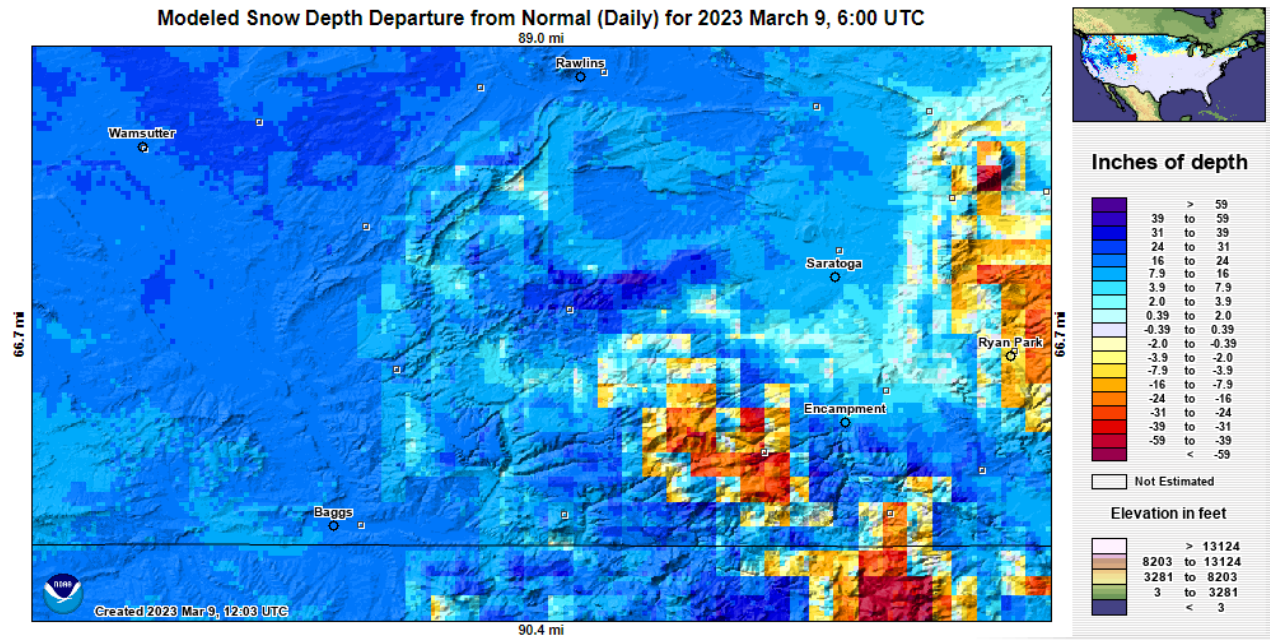 Modeled Snow Depth Departure from Normal (Daily) for 2023 March 9, 6:00 UTC
89.0 mi
Rawlins
Wamsutter
Saratoga
66.7 mi
66.7 mi
Ryan Park
Encampment
Baggs
NOAA
Created 2023 Mar 9, 12:03 UTC
90.4 mi
Inches of depth
> 59
39 to 59
31 to 39
24 to 31
16 to 24
7.9 to 16
3.9 to 7.9
2.0 to 3.9
0.39 to 2.0
-0.39 to 0.39
-2.0 to -0.39
-3.9 to -2.0
-7.9 to -3.9
-16 to -7.9
-24 to -16
-31 to -24
-39 to -31
-59 to -39
< -59
Not Estimated
Elevation in feet
> 13124
8203 to 13124
3281 to 8203
3 to 3281
< 3